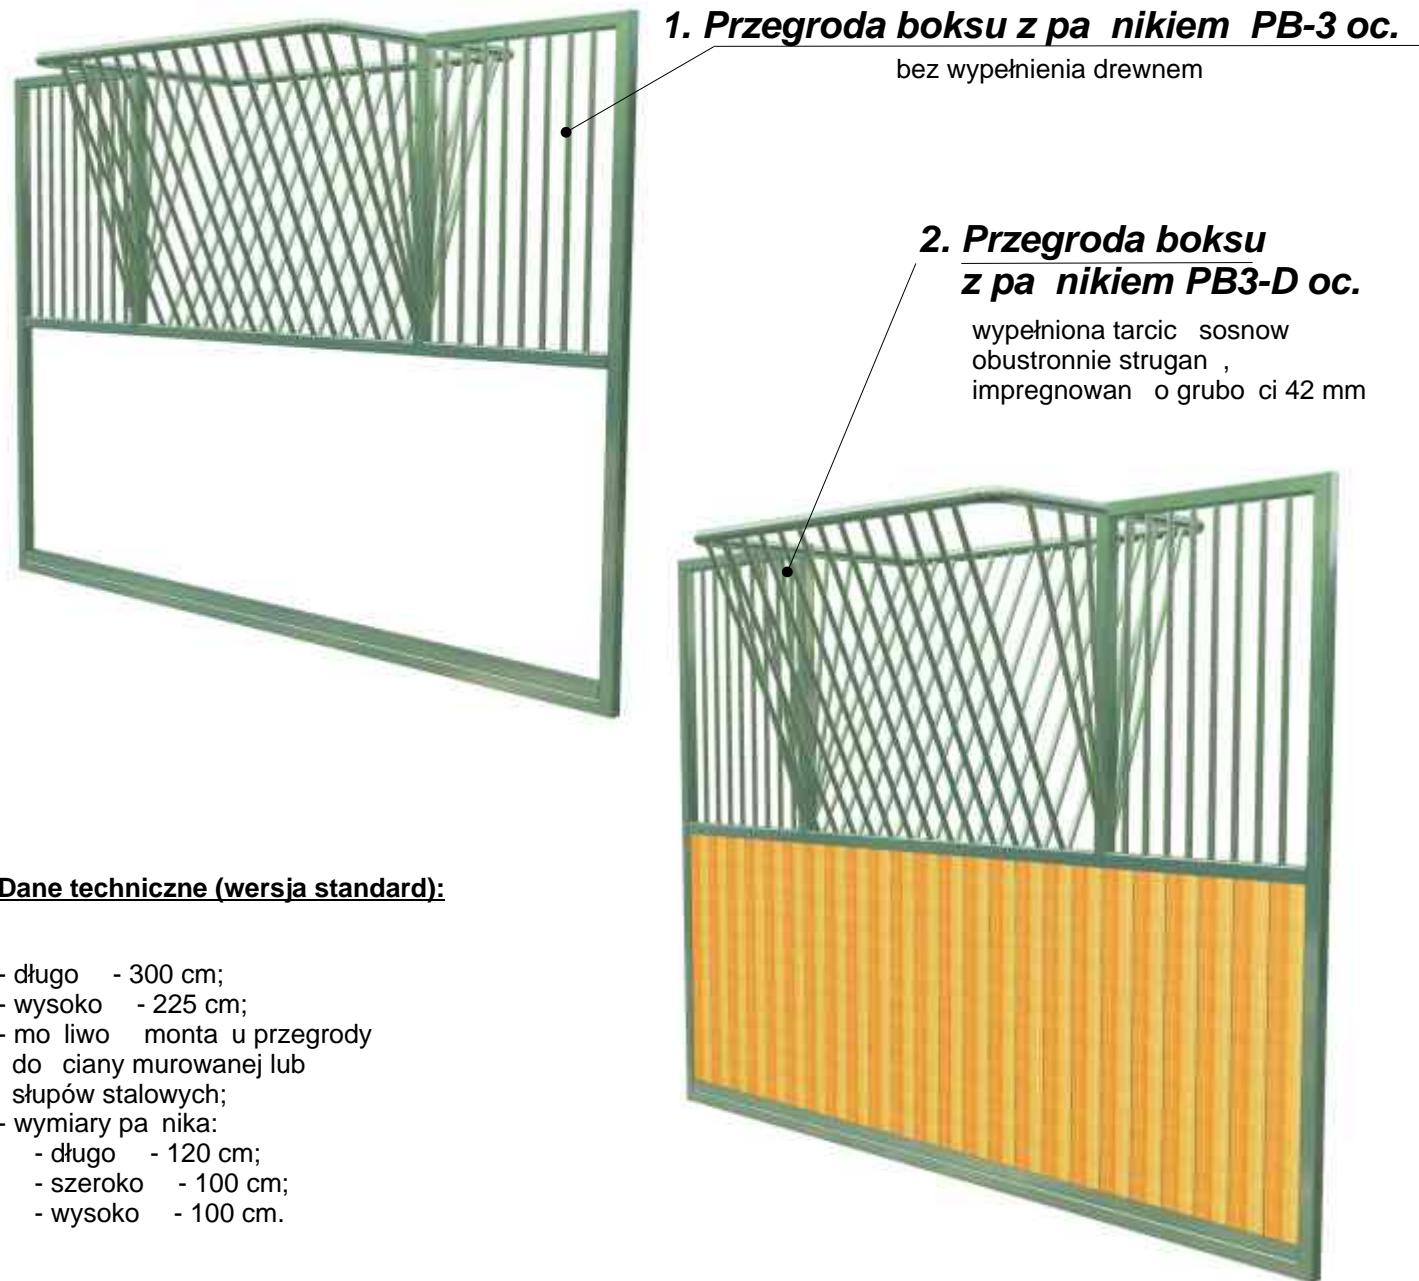 1. Przegroda boksu z pa nikiem PB-3 oc.
bez wypełnienia drewnem
2. Przegroda boksu
z pa nikiem PB3-D oc.
wypełniona tarcic sosnow
obustronnie strugan ,
impregnowan o grubo ci 42 mm
Dane techniczne (wersja standard):
- długo - 300 cm;
- wysoko - 225 cm;
- mo liwo monta u przegrody
do ciany murowanej lub
słupów stalowych;
- wymiary pa nika:
- długo - 120 cm;
- szeroko - 100 cm;
- wysoko - 100 cm.